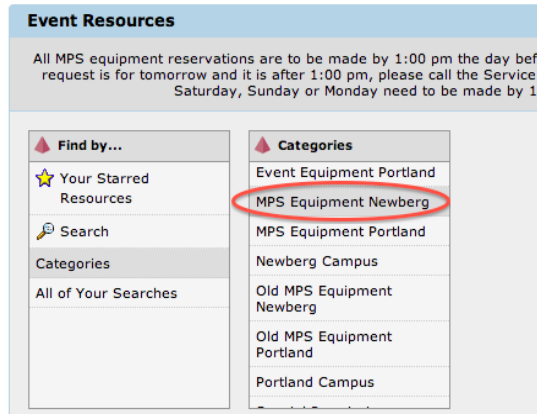 Event Resources
All MPS equipment reservations are to be made by 1:00 pm the day bef
request is for tomorrow and it is after 1:00 pm, please call the Service
Saturday, Sunday or Monday need to be made by 1
Find by...
Your Starred
Resources
Search
Categories
All of Your Searches
Categories
Event Equipment Portland
MPS Equipment Newberg
MPS Equipment Portland
Newberg Campus
Old MPS Equipment
Newberg
Old MPS Equipment
Portland
Portland Campus